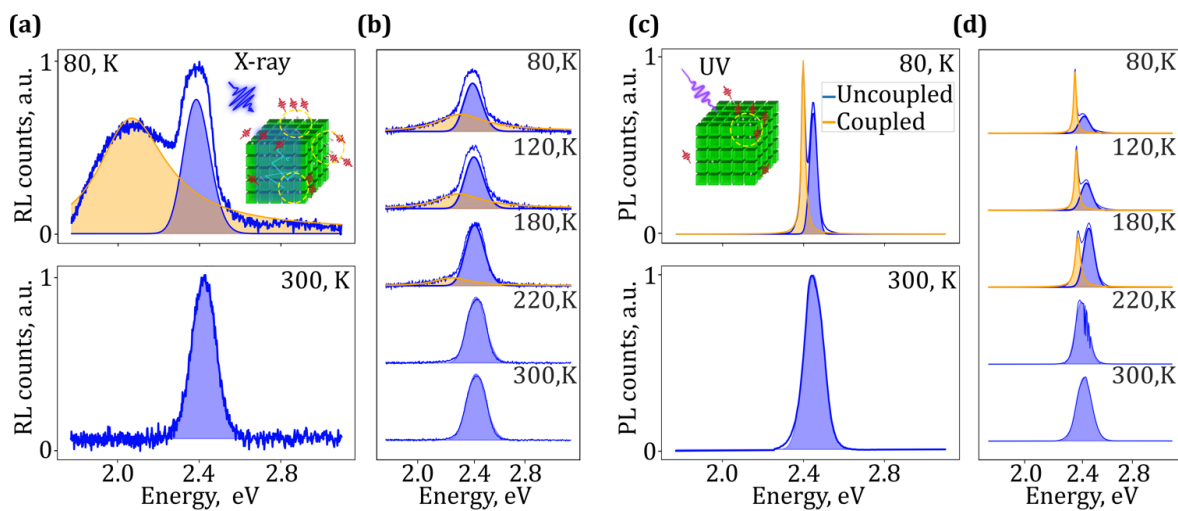 (a)
RL counts, a.u.
1
0
80, K
X-ray
RL counts, a.u.
1
0
300, K
2.0 2.4 2.8
Energy, eV
(b)
80,K
120,K
180,K
220,K
300,K
2.0 2.4 2.8
Energy, eV
(c)
PL counts, a.u.
1
0
UV
80, K
Uncoupled
Coupled
PL counts, a.u.
1
0
300, K
2.0 2.4 2.8
Energy, eV
(d)
80,K
120,K
180,K
220,K
300,K
2.0 2.4 2.8
Energy, eV